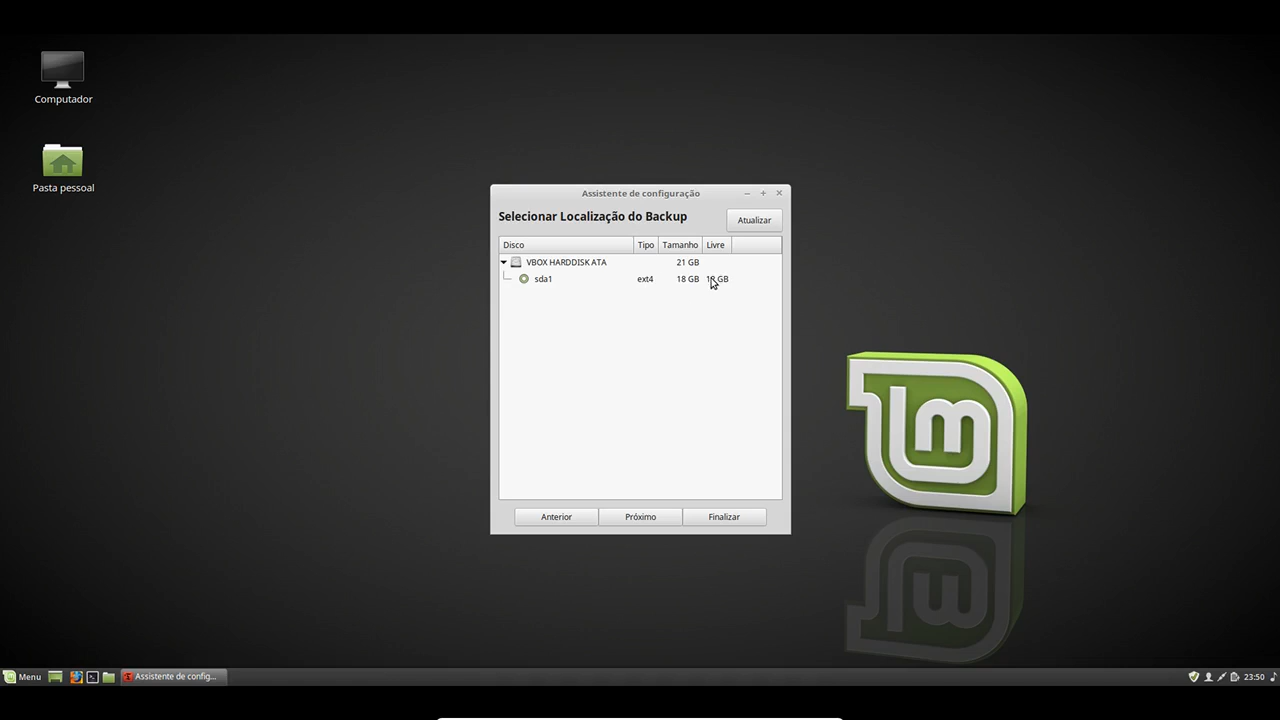 Computador
Pasta pessoal
Assistente de configuração
Selecionar Localização do Backup
Atualizar
Disco Tipo Tamanho Livre
VBOX HARDDISK ATA 21 GB
sda1 ext4 18 GB GB
Anterior Próximo Finalizar
Menu Assistente de config... 23:50